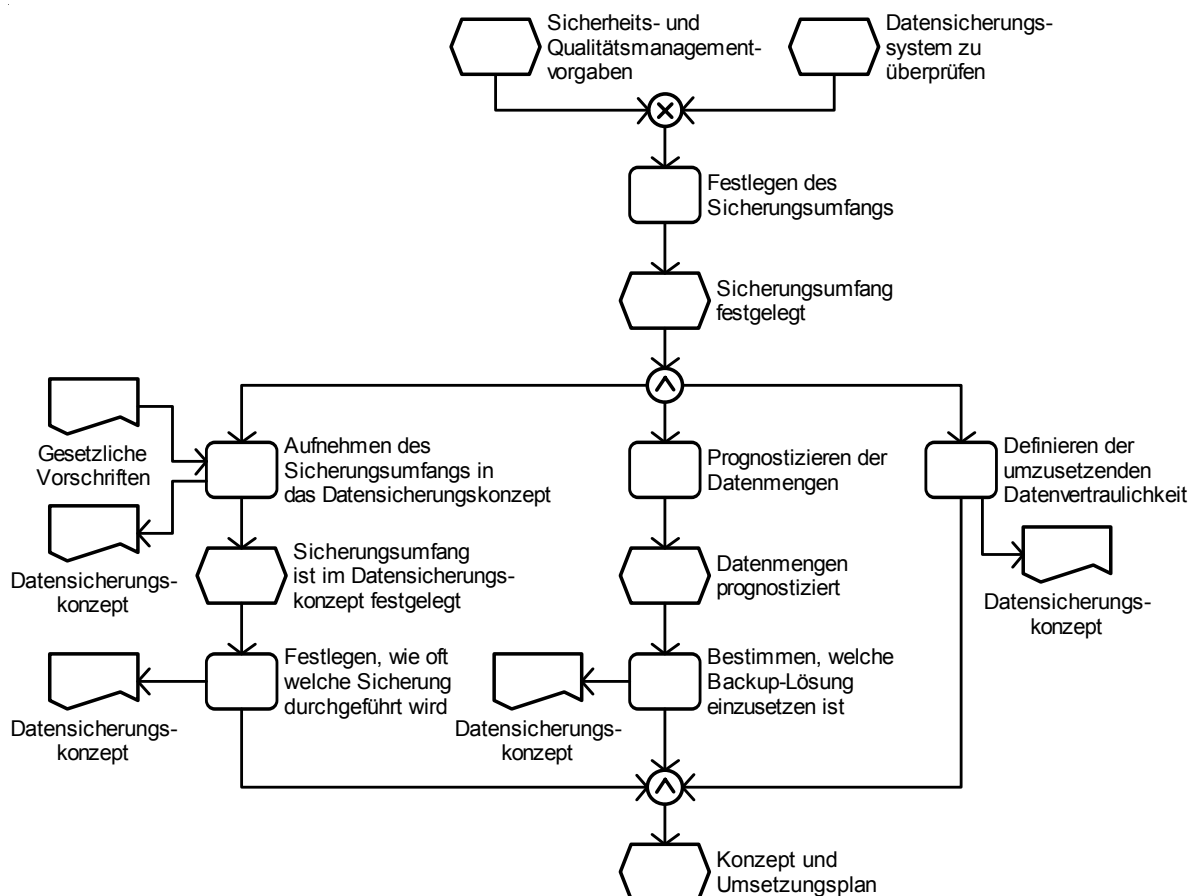 Sicherheits- und
Qualitätsmanagement-
vorgaben
Datensicherungs-
system zu
überprüfen
Festlegen des
Sicherungsumfangs
Sicherungsumfang
festgelegt
Gesetzliche
Vorschriften
Aufnehmen des
Sicherungsumfangs in
das Datensicherungskonzept
Prognostizieren der
Datenmengen
Definieren der
umzusetzenden
Datenvertraulichkeit
Datensicherungs-
konzept
Sicherungsumfang
ist im Datensicherungs-
konzept festgelegt
Datenmengen
prognostiziert
Datensicherungs-
konzept
Datensicherungs-
konzept
Festlegen, wie oft
welche Sicherung
durchgeführt wird
Datensicherungs-
konzept
Bestimmen, welche
Backup-Lösung
einzusetzen ist
Konzept und
Umsetzungsplan